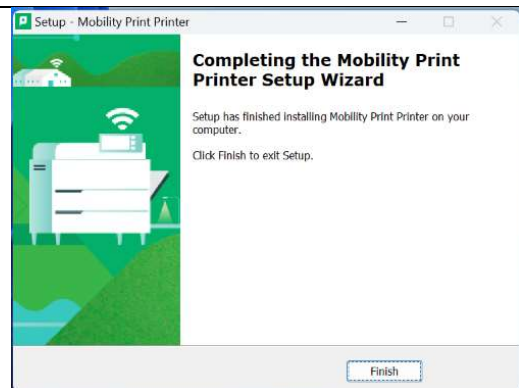 Setup - Mobility Print Printer
Completing the Mobility Print
Printer Setup Wizard
Setup has finished installing Mobility Print Printer on your
computer.
Click Finish to exit Setup.
Finish